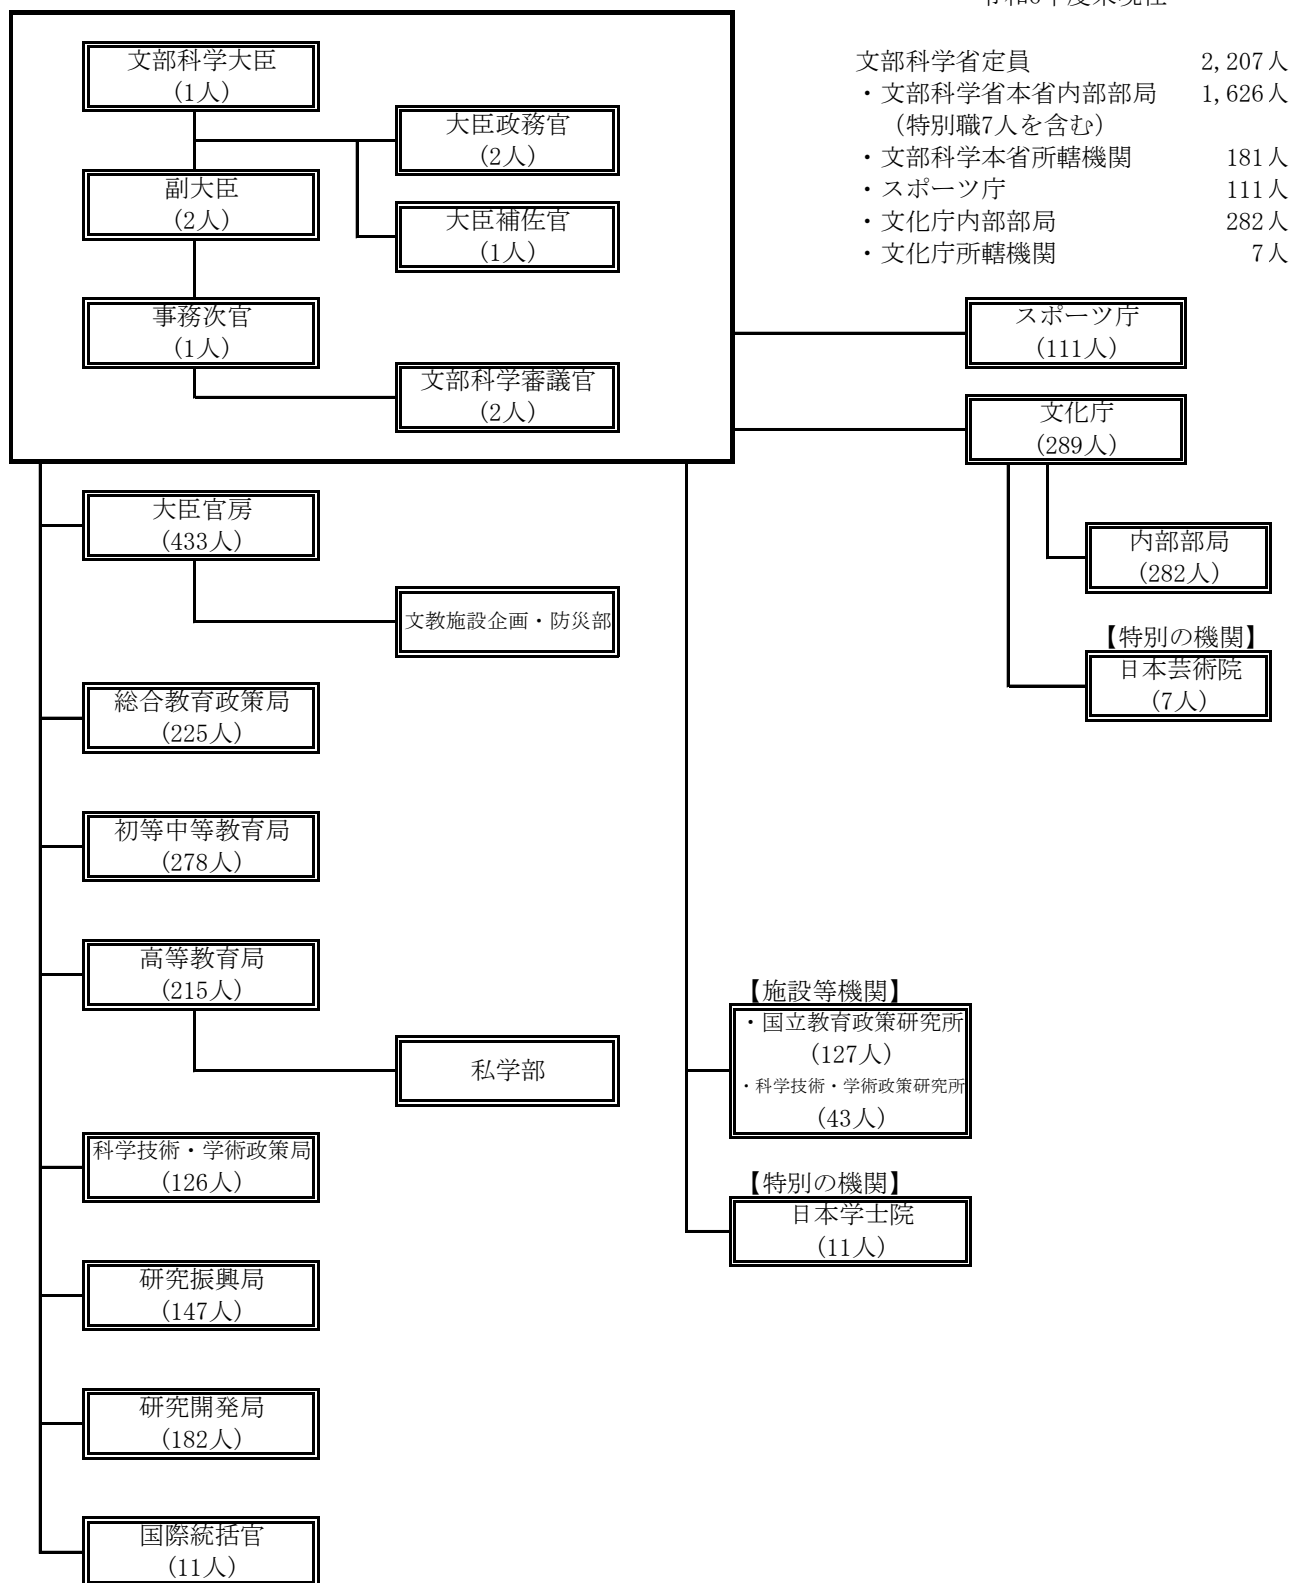 文部科学省定員 2,207人
・文部科学省本省内部部局 1,626人
(特別職7人を含む)
・文部科学本省所轄機関 181人
・スポーツ庁 111人
・文化庁内部部局 282人
・文化庁所轄機関 7人
文部科学大臣
(1人)
大臣政務官
(2人)
副大臣
(2人)
大臣補佐官
(1人)
事務次官
(1人)
文部科学審議官
(2人)
スポーツ庁
(111人)
文化庁
(289人)
内部部局
(282人)
【特別の機関】
日本芸術院
(7人)
大臣官房
(433人)
文教施設企画・防災部
総合教育政策局
(225人)
初等中等教育局
(278人)
高等教育局
(215人)
私学部
科学技術・学術政策局
(126人)
研究振興局
(147人)
研究開発局
(182人)
国際統括官
(11人)
【施設等機関】
・国立教育政策研究所
(127人)
・科学技術・学術政策研究所
(43人)
【特別の機関】
日本学士院
(11人)